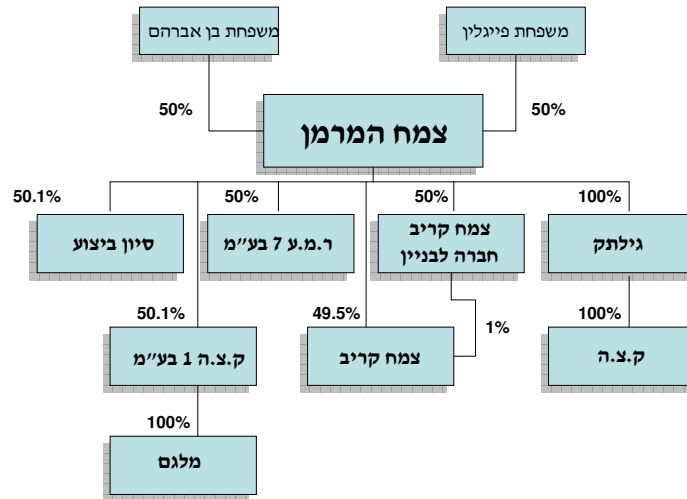 משפחת בן אברהם
משפחת פייגלין
50%
50%
צמח המרמן
50.1%
50%
50%
100%
סיון ביצוע
ר.מ.ע 7 בע״מ
צמח קריב
חברה לבניין
גילתק
50.1%
49.5%
1%
100%
ק.צ.ה 1 בע״מ
צמח קריב
ק.צ.ה
100%
מלגם